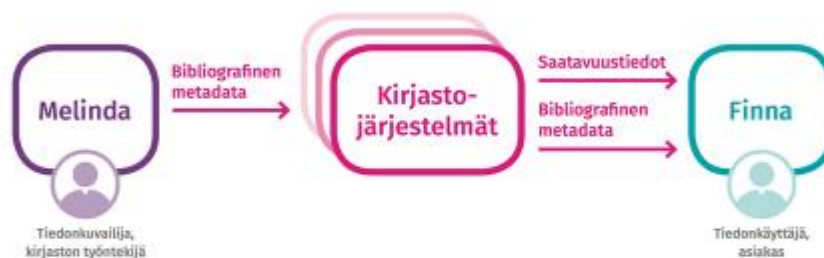 Melinda
Tiedonkuvailija,
kirjaston työntekijä
Bibliografinen
metadata
Kirjasto-
järjestelmät
Saatavuustiedot
Bibliografinen
metadata
Finna
Tiedonkäyttäjä,
asiakas